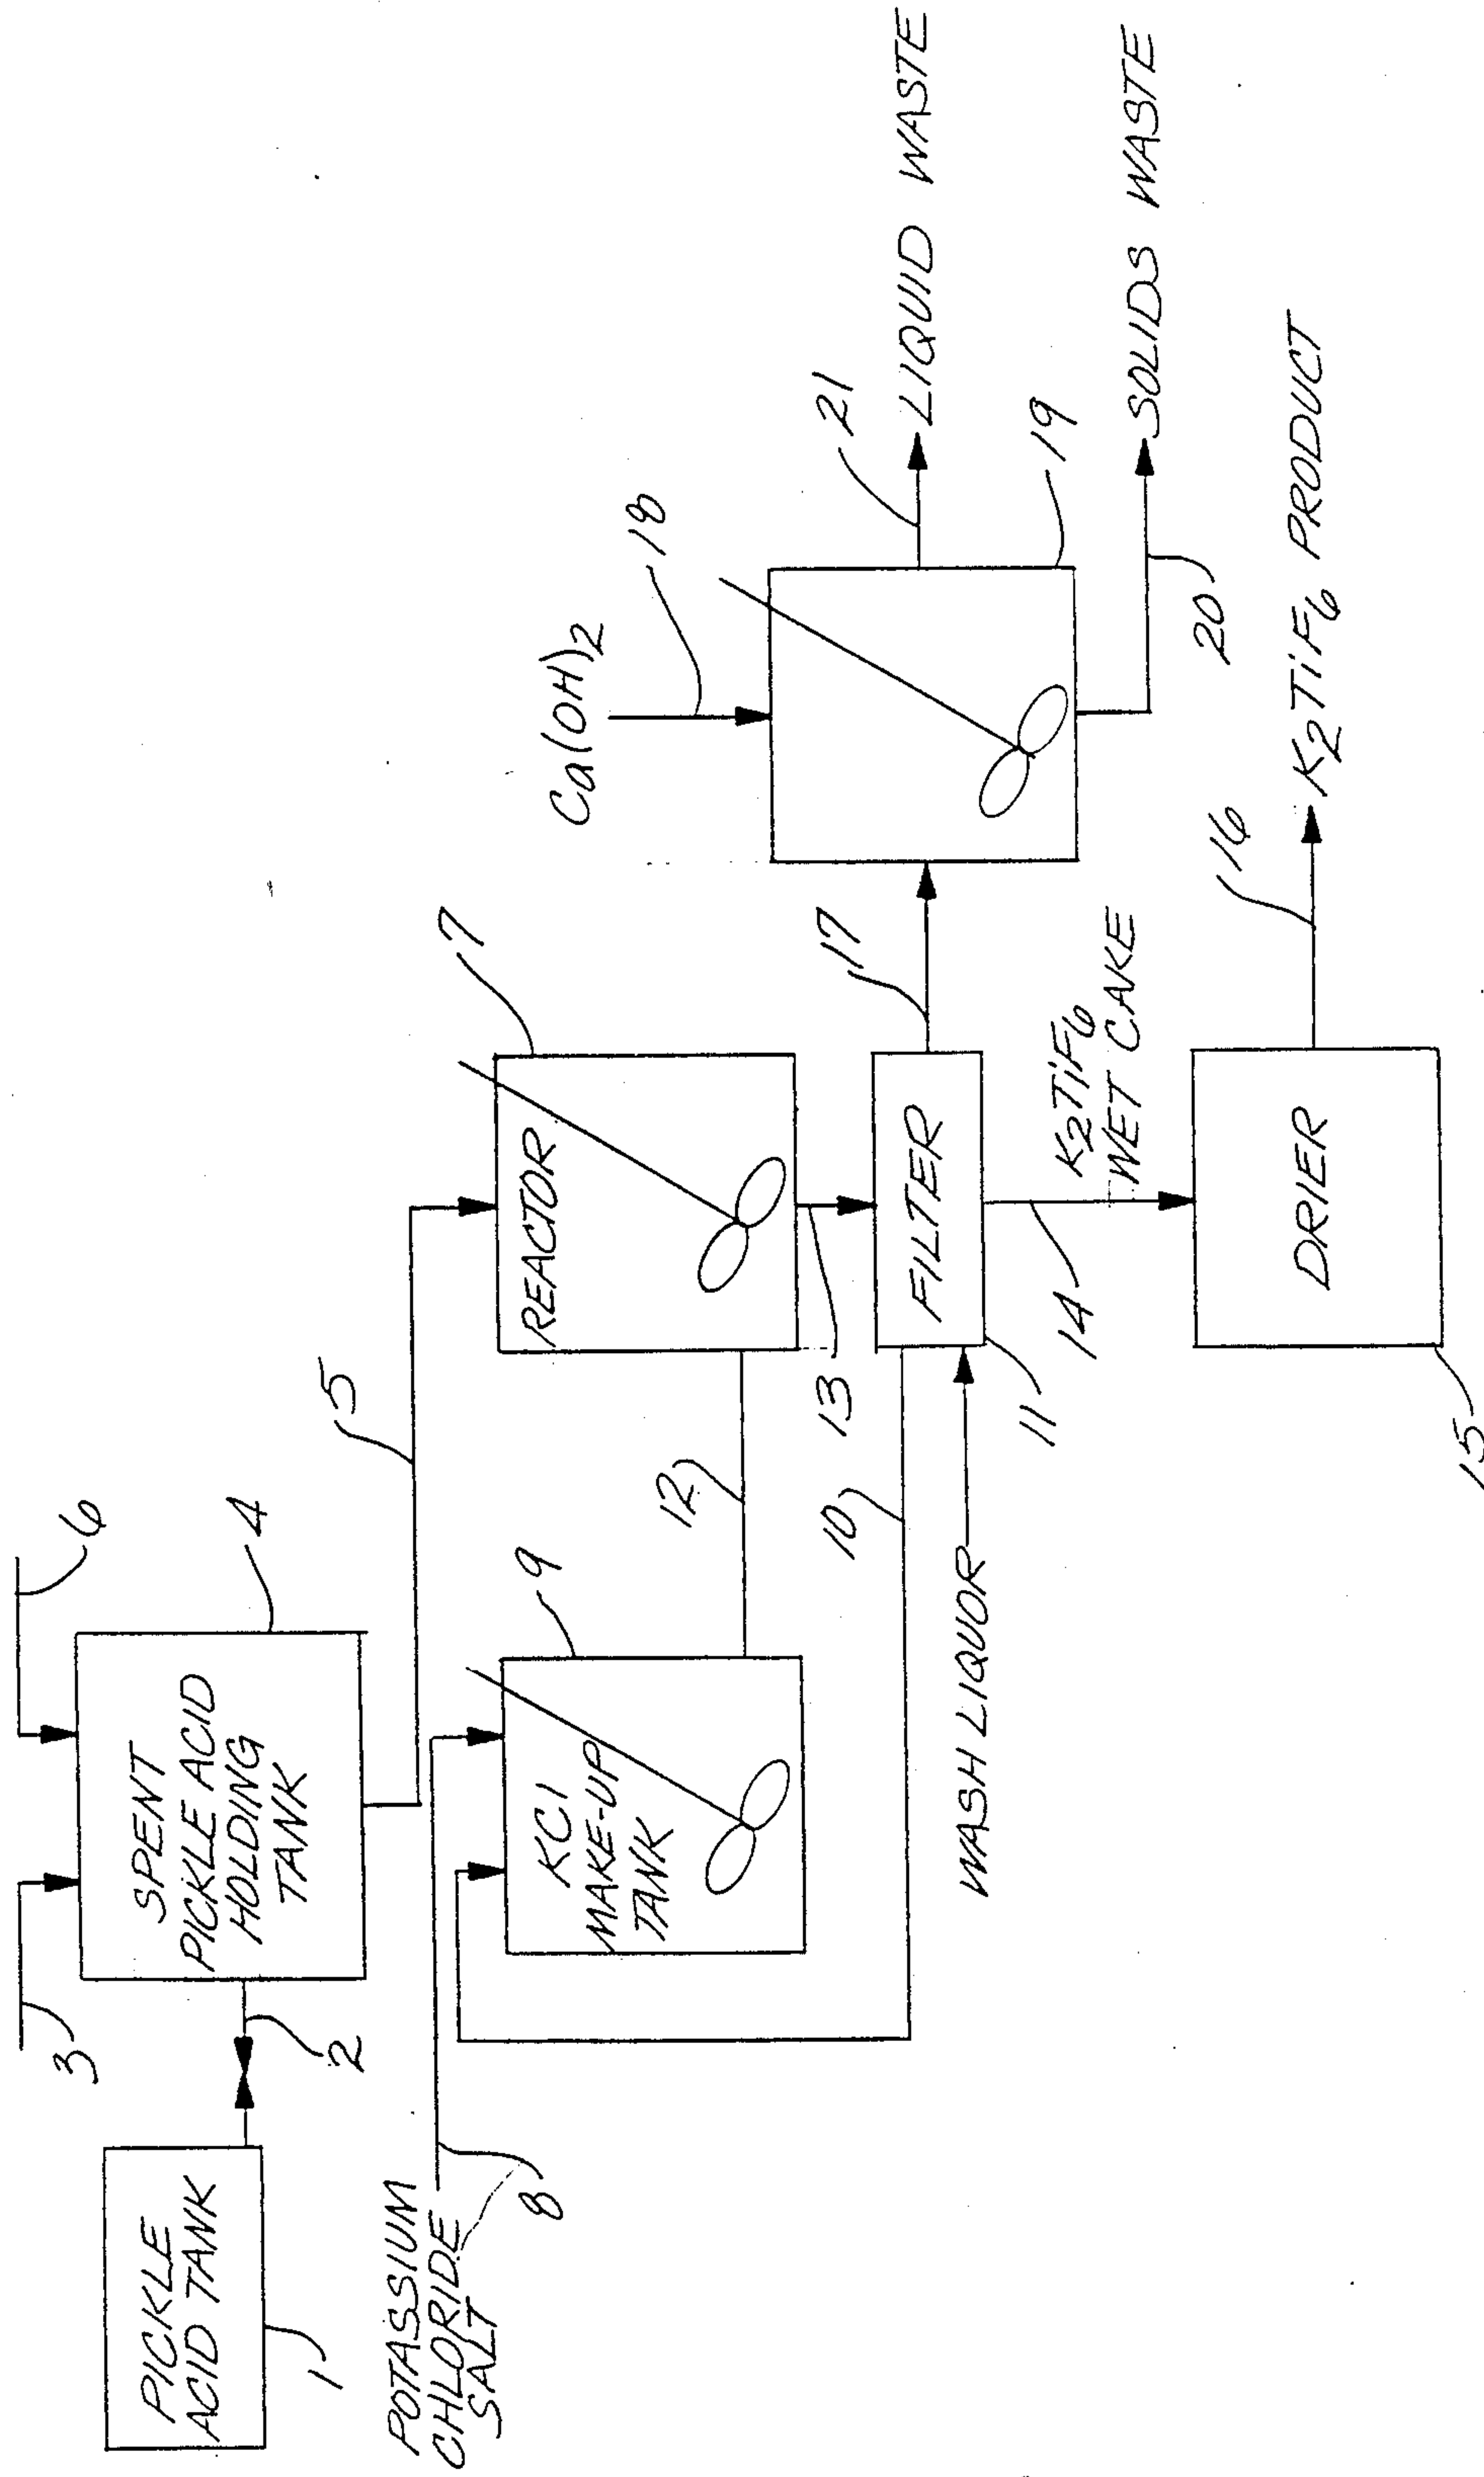 PICKLE
ACID TANK
1
2
3
SPENT
PICKLE ACID
HOLDING
TANK
4
6
5
POTASSIUM
CHLORIDE
SALT
8
KCl
MAKE-UP
TANK
9
12
REACTOR
7
10
13
WASH LIQUOR
FILTER
11
17
Ca(OH)2
18
19
21
LIQUID WASTE
20
SOLIDS WASTE
14
K2TiF6
WET CAKE
DRIER
15
16
K2TiF6 PRODUCT